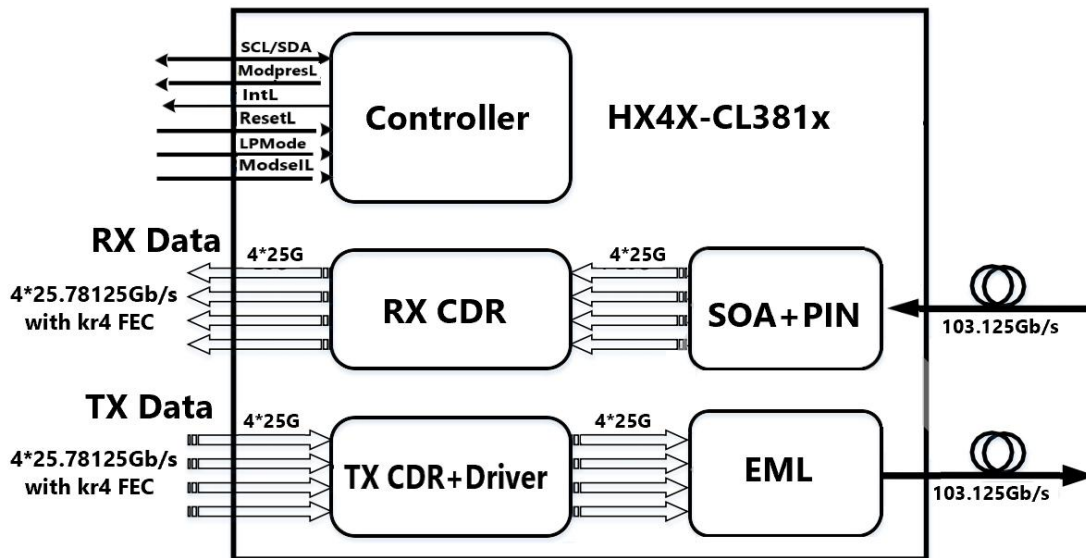 SCL/SDA
ModpresL
IntL
ResetL
LPMode
ModselL
Controller
HX4X-CL381x
RX Data
4*25G
4*25G
4*25.78125Gb/s
with kr4 FEC
RX CDR
SOA+PIN
103.125Gb/s
TX Data
4*25G
4*25G
4*25.78125Gb/s
with kr4 FEC
TX CDR+Driver
EML
103.125Gb/s